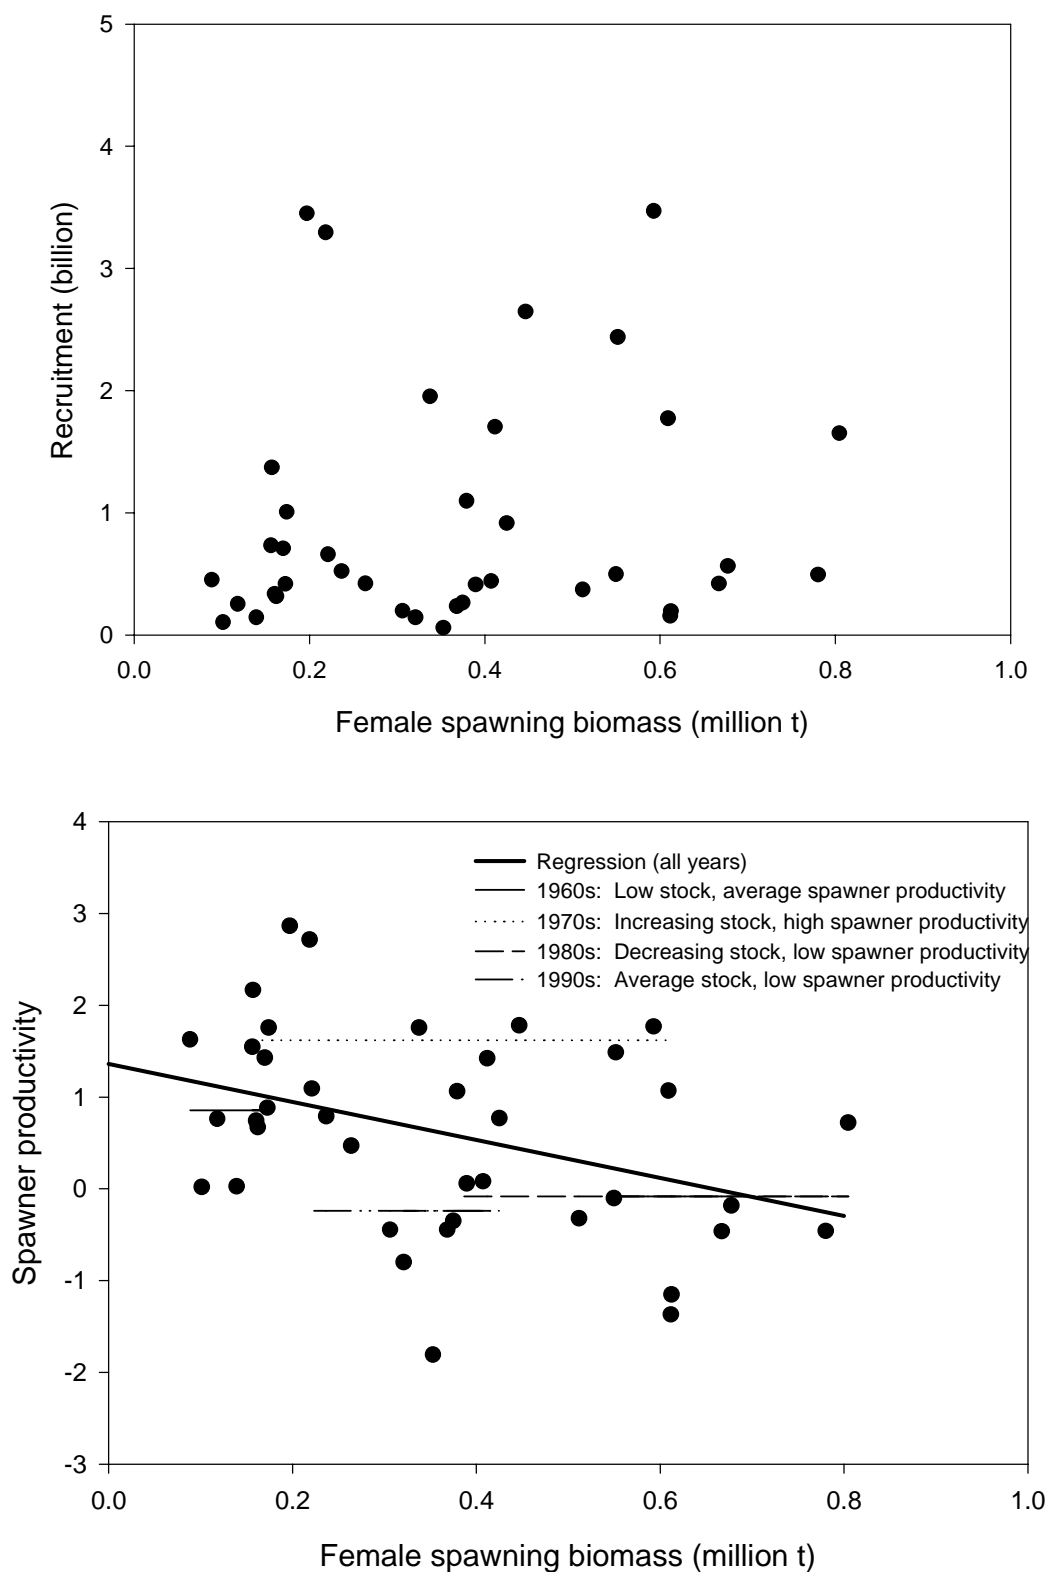 5
4
3
2
1
0
Recruitment (billion)
0.0 0.2 0.4 0.6 0.8 1.0
Female spawning biomass (million t)
4
3
2
1
0
-1
-2
-3
Spawner productivity
Regression (all years)
1960s: Low stock, average spawner productivity
1970s: Increasing stock, high spawner productivity
1980s: Decreasing stock, low spawner productivity
1990s: Average stock, low spawner productivity
0.0 0.2 0.4 0.6 0.8 1.0
Female spawning biomass (million t)